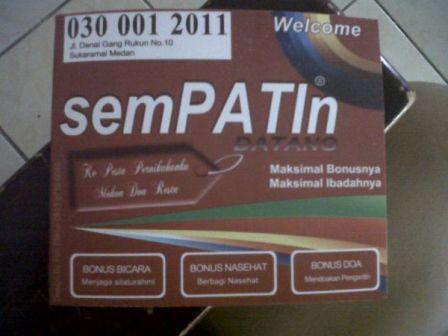 030 001 2011
Jl. Denai Gang Rukun No.10
Sukaramai Medan
Welcome
semPATIn®
DATANG
Ke Pesta Pernikahanku
Mohon Doa Restu
Maksimal Bonusnya
Maksimal Ibadahnya
BONUS BICARA
Menjaga silaturahmi
BONUS NASEHAT
Berbagi Nasehat
BONUS DOA
Mendoakan Pengantin